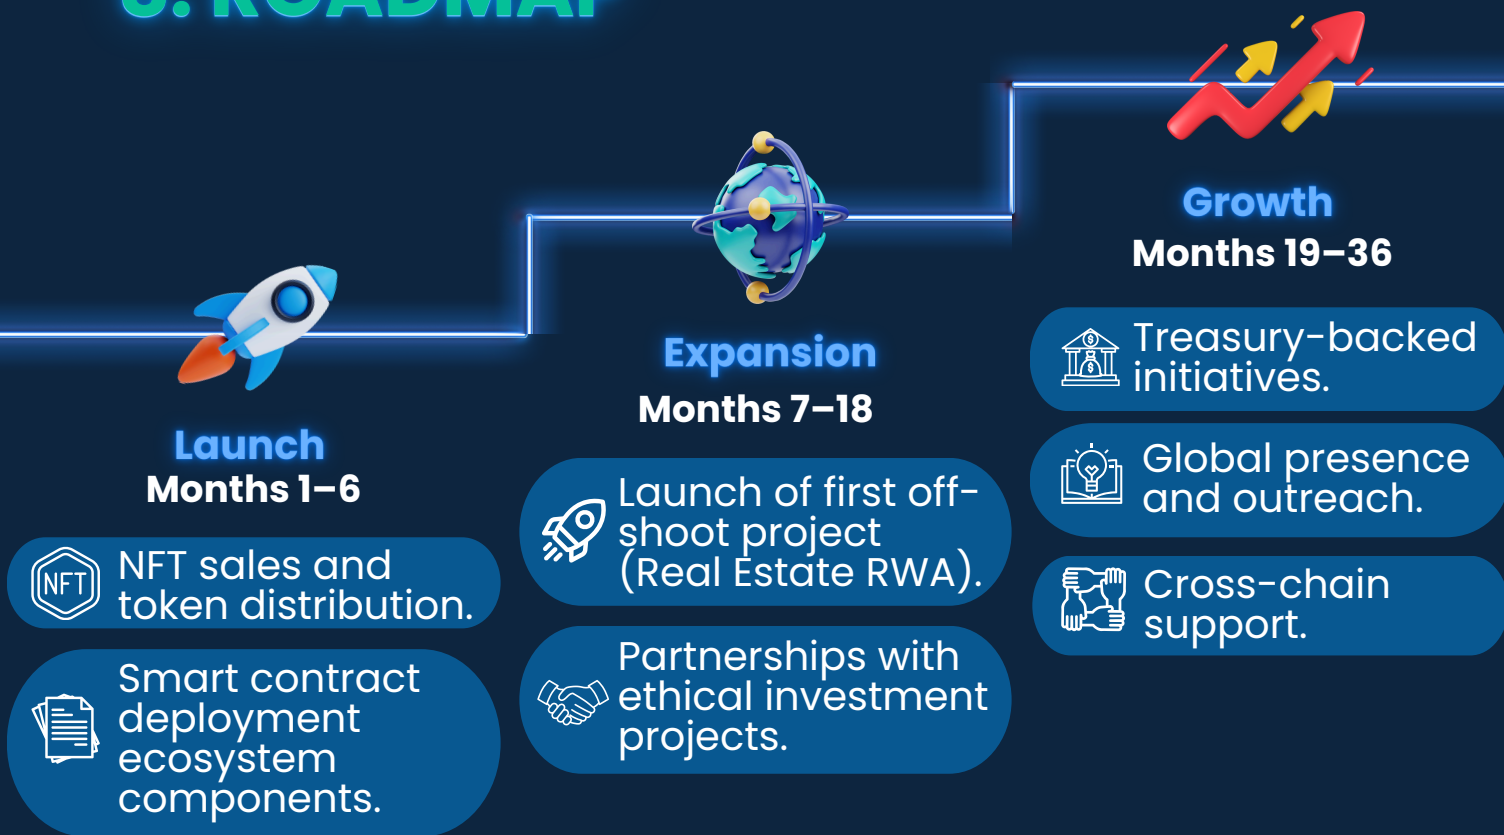 ROADMAP
Launch
Months 1–6
NFT
NFT sales and
token distribution.
Smart contract
deployment
ecosystem
components.
Expansion
Months 7–18
Launch of first off-
shoot project
(Real Estate RWA).
Partnerships with
ethical investment
projects.
Growth
Months 19–36
Treasury-backed
initiatives.
Global presence
and outreach.
Cross-chain
support.